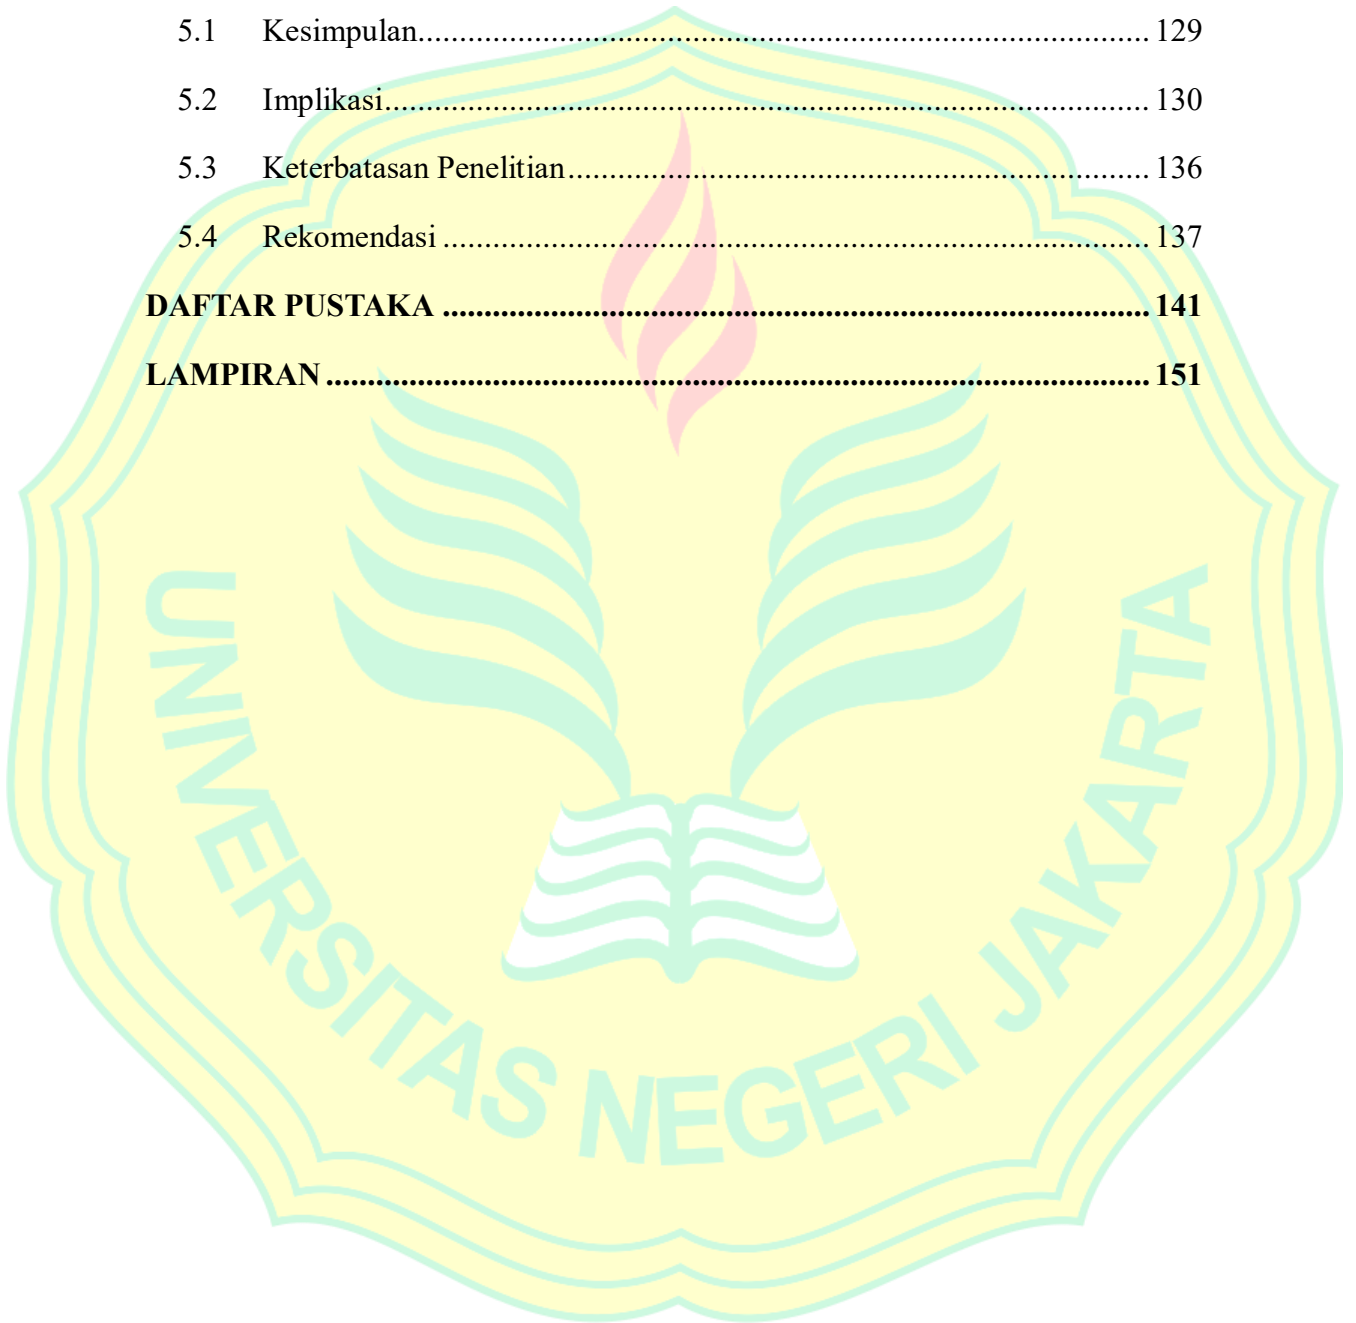 5.1 Kesimpulan........................................................................................ 129
5.2 Implikasi............................................................................................ 130
5.3 Keterbatasan Penelitian...................................................................... 136
5.4 Rekomendasi ..................................................................................... 137
DAFTAR PUSTAKA ..................................................................................... 141
LAMPIRAN ................................................................................................... 151
UNIVERSITAS NEGERI JAKARTA